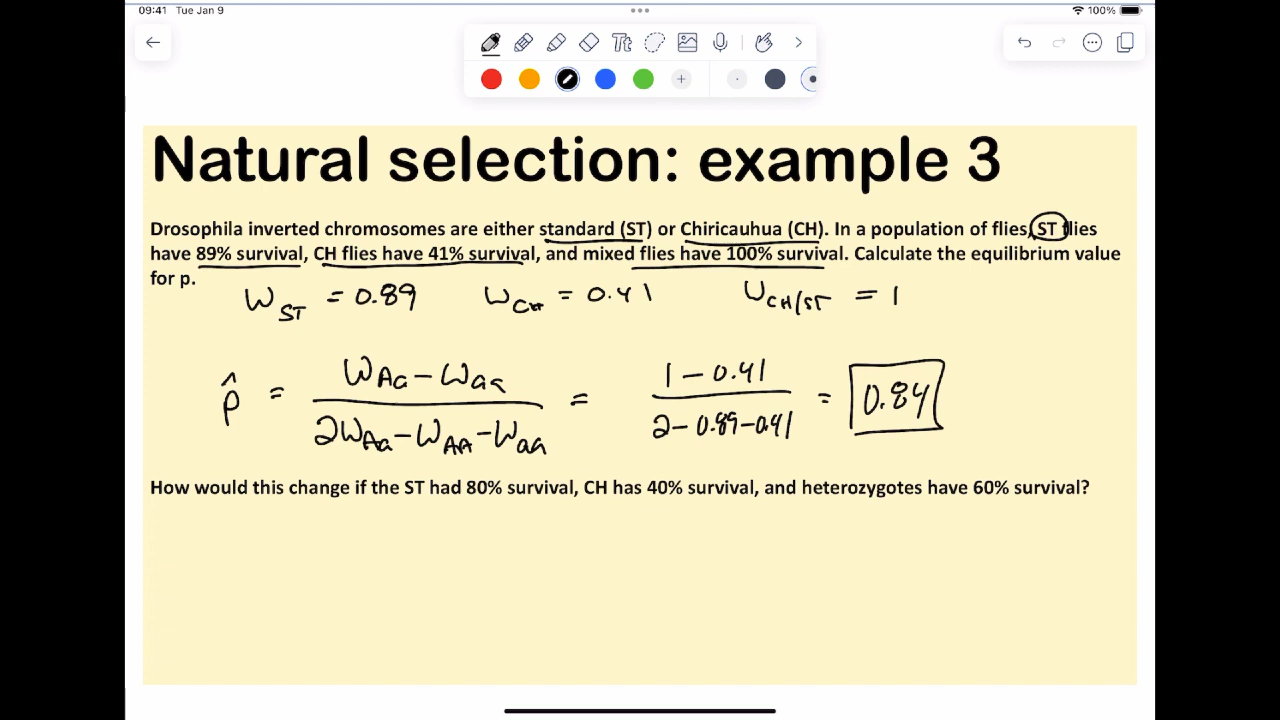 09:41 Tue Jan 9
100%
Tt
Natural selection: example 3
Drosophila inverted chromosomes are either standard (ST) or Chiricauhua (CH). In a population of flies, ST flies
have 89% survival, CH flies have 41% survival, and mixed flies have 100% survival. Calculate the equilibrium value
for p.
W_ST = 0.89 W_CH = 0.41 W_CH/ST = 1
p̂ = (W_Aa − W_aa) / (2W_Aa − W_AA − W_aa) = (1 − 0.41) / (2 − 0.89 − 0.41) = 0.84
How would this change if the ST had 80% survival, CH has 40% survival, and heterozygotes have 60% survival?